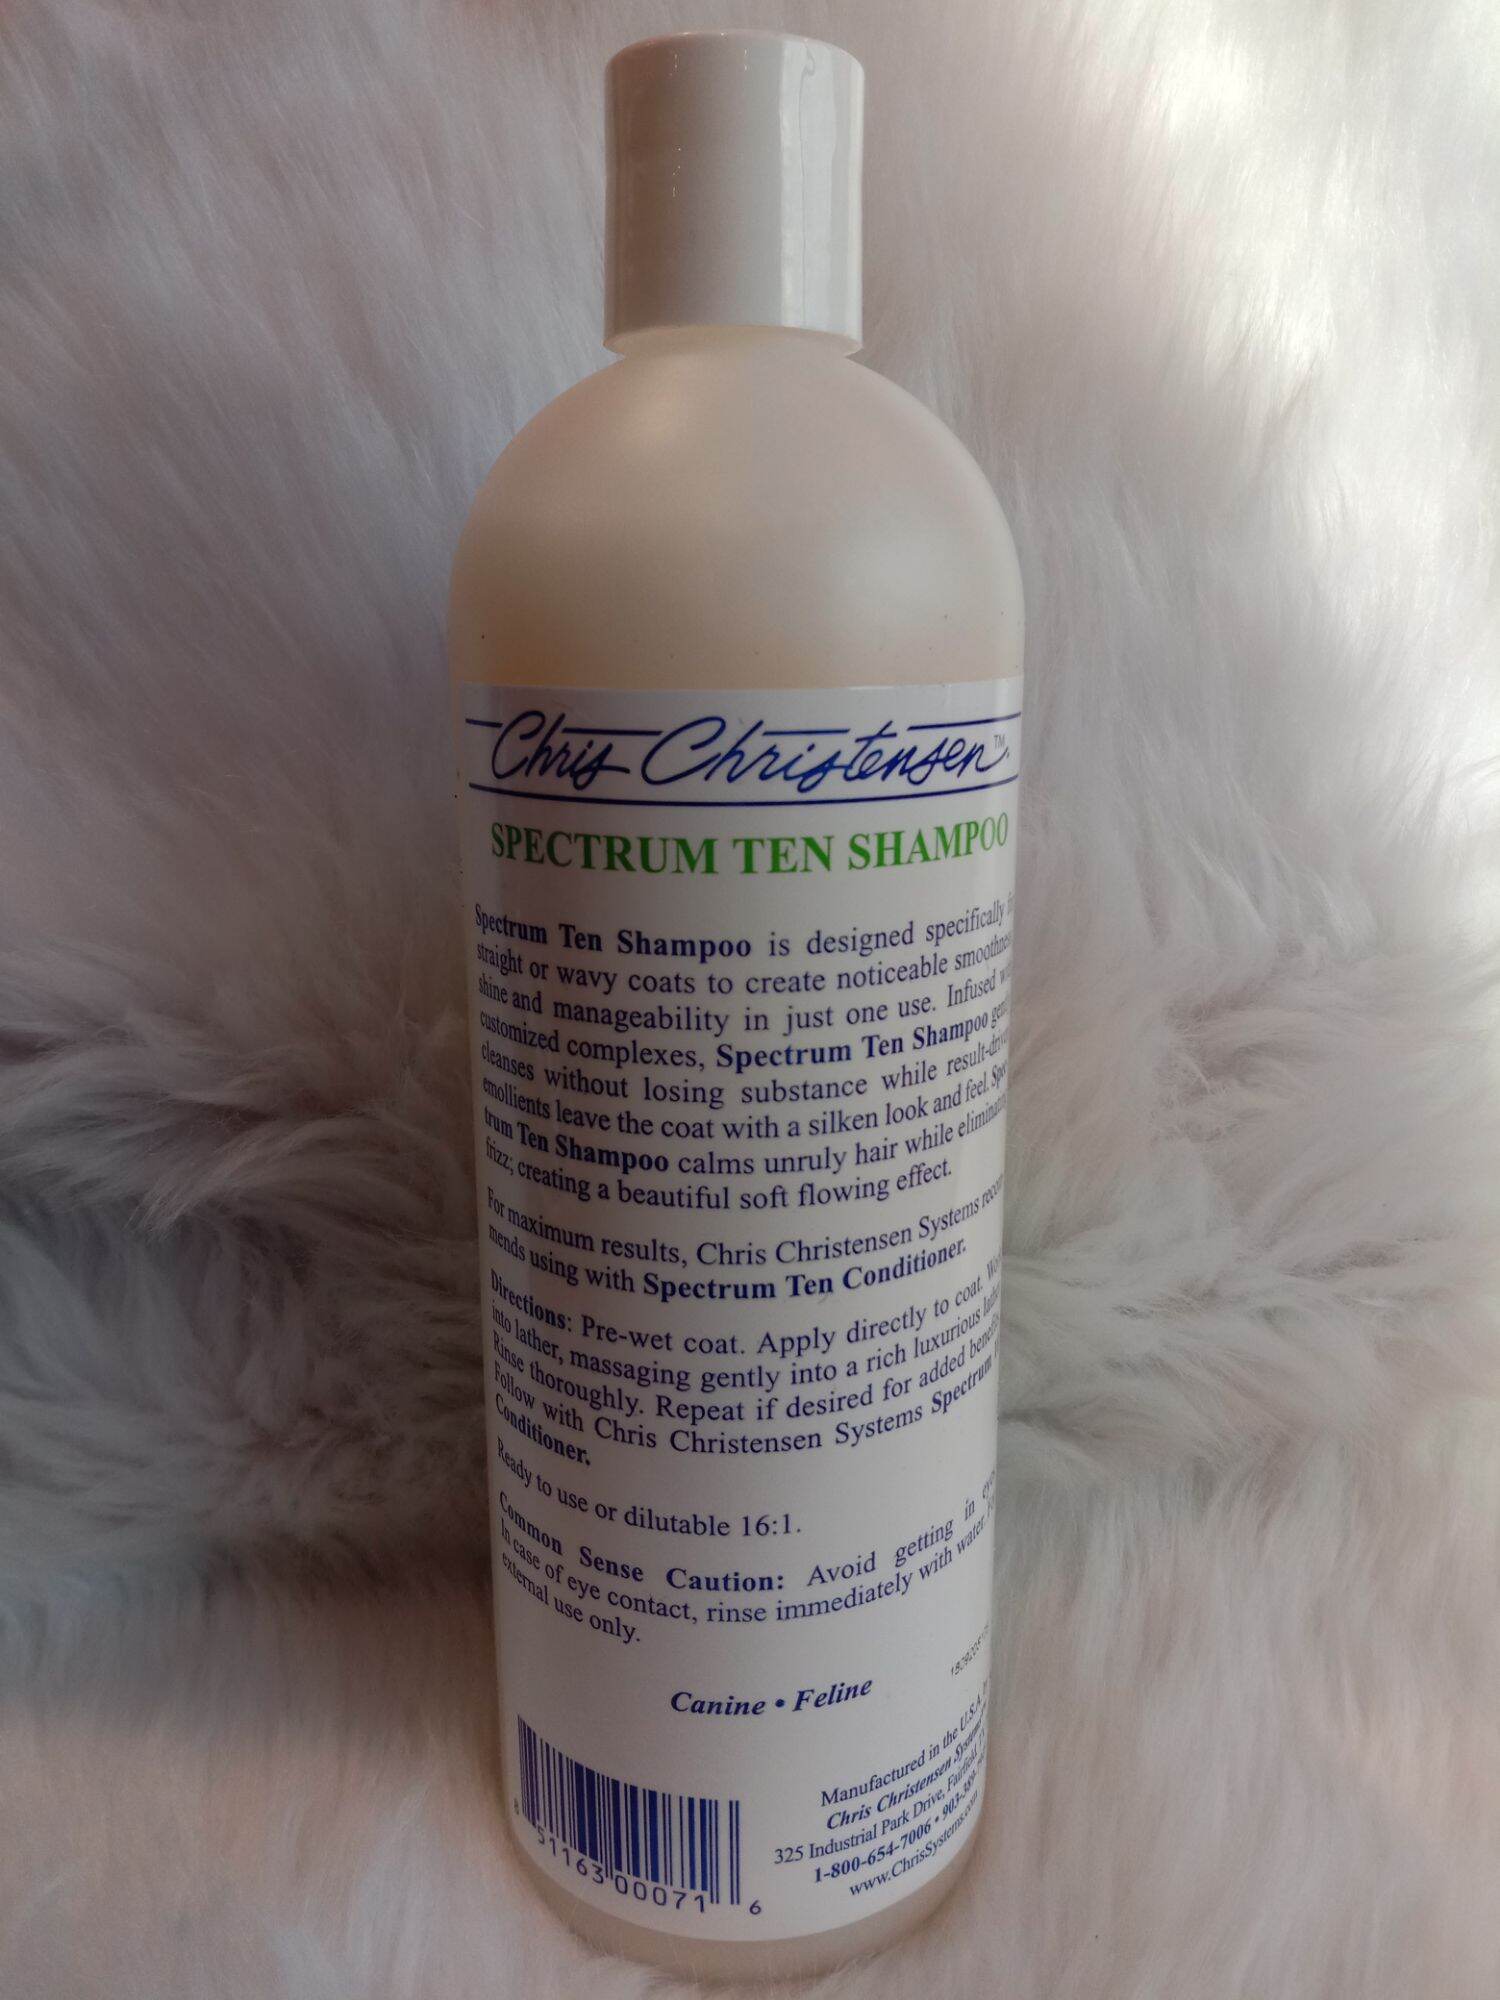 Chris Christensen™
SPECTRUM TEN SHAMPOO
Spectrum Ten Shampoo is designed specifically
straight or wavy coats to create noticeable
shine and manageability in just one use. Infused
customized complexes, Spectrum Ten Shampoo
cleanses without losing substance while
emollients leave the coat with a silken look and feel. Spec
trum Ten Shampoo calms unruly hair while
frizz; creating a beautiful soft flowing effect.
For maximum results, Chris Christensen Systems recom
mends using with Spectrum Ten Conditioner.
Directions: Pre-wet coat. Apply directly to coat.
into lather, massaging gently into a rich luxurious
Rinse thoroughly. Repeat if desired for added
Follow with Chris Christensen Systems Spectrum
Conditioner.
Ready to use or dilutable 16:1.
Common Sense Caution: Avoid getting in
In case of eye contact, rinse immediately with water.
external use only.
Canine • Feline
Manufactured in the U.S.A.
Chris Christensen Systems
325 Industrial Park Drive, Fairfield,
1-800-654-7006 •
www.ChrisSystems.com
8 51163 00071 6